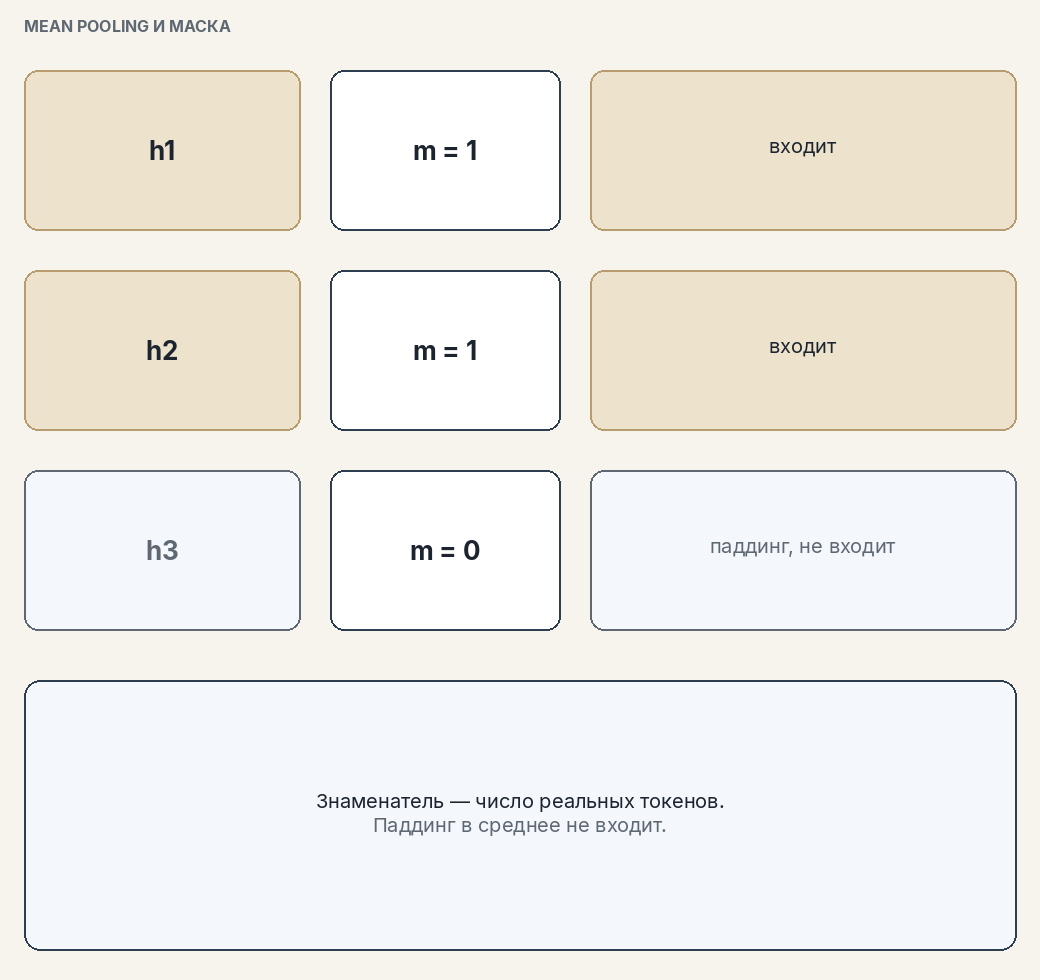 MEAN POOLING И МАСКА
h1
m = 1
входит
h2
m = 1
входит
h3
m = 0
паддинг, не входит
Знаменатель — число реальных токенов.
Паддинг в среднее не входит.